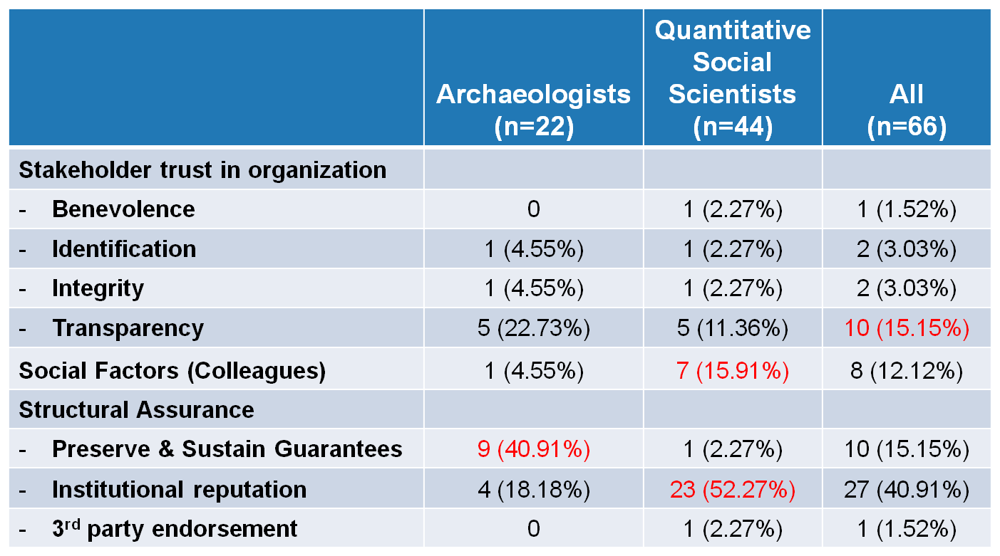 Archaeologists (n=22) Quantitative Social Scientists (n=44) All (n=66)
Stakeholder trust in organization
- Benevolence 0 1 (2.27%) 1 (1.52%)
- Identification 1 (4.55%) 1 (2.27%) 2 (3.03%)
- Integrity 1 (4.55%) 1 (2.27%) 2 (3.03%)
- Transparency 5 (22.73%) 5 (11.36%) 10 (15.15%)
Social Factors (Colleagues) 1 (4.55%) 7 (15.91%) 8 (12.12%)
Structural Assurance
- Preserve & Sustain Guarantees 9 (40.91%) 1 (2.27%) 10 (15.15%)
- Institutional reputation 4 (18.18%) 23 (52.27%) 27 (40.91%)
- 3rd party endorsement 0 1 (2.27%) 1 (1.52%)